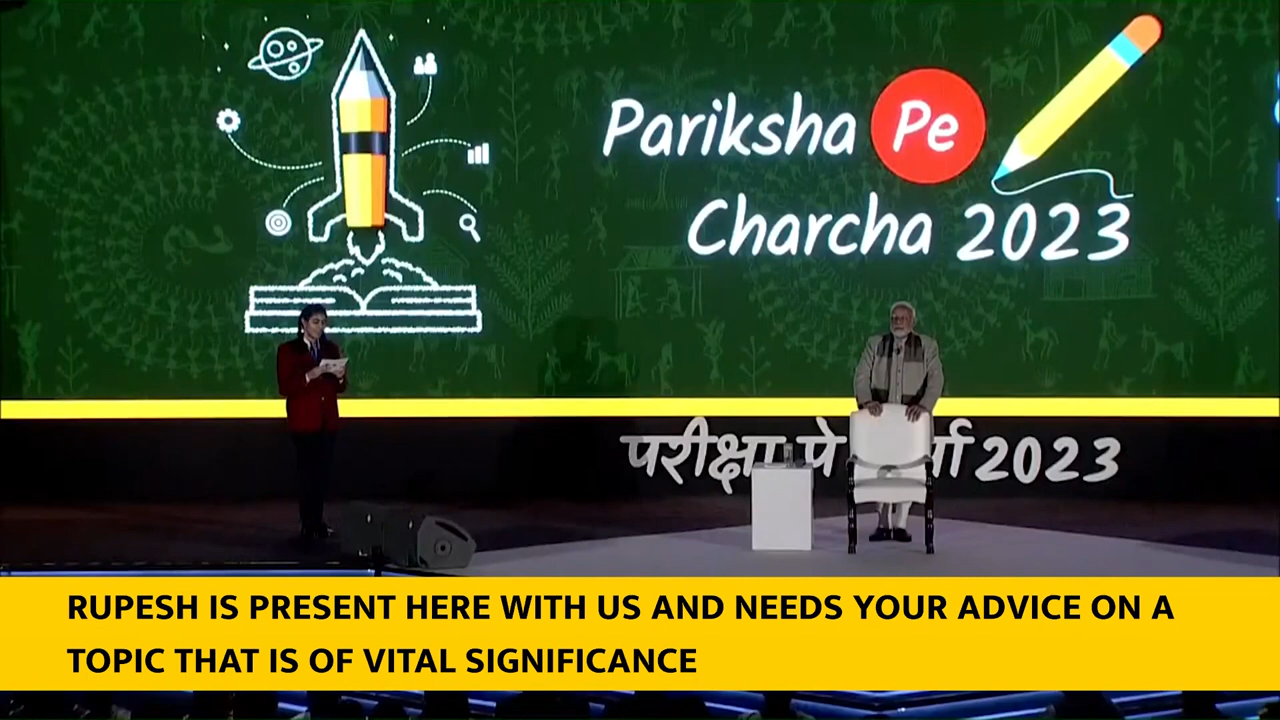 Pariksha Pe
Charcha 2023
परीक्षा पे 2023
RUPESH IS PRESENT HERE WITH US AND NEEDS YOUR ADVICE ON A
TOPIC THAT IS OF VITAL SIGNIFICANCE